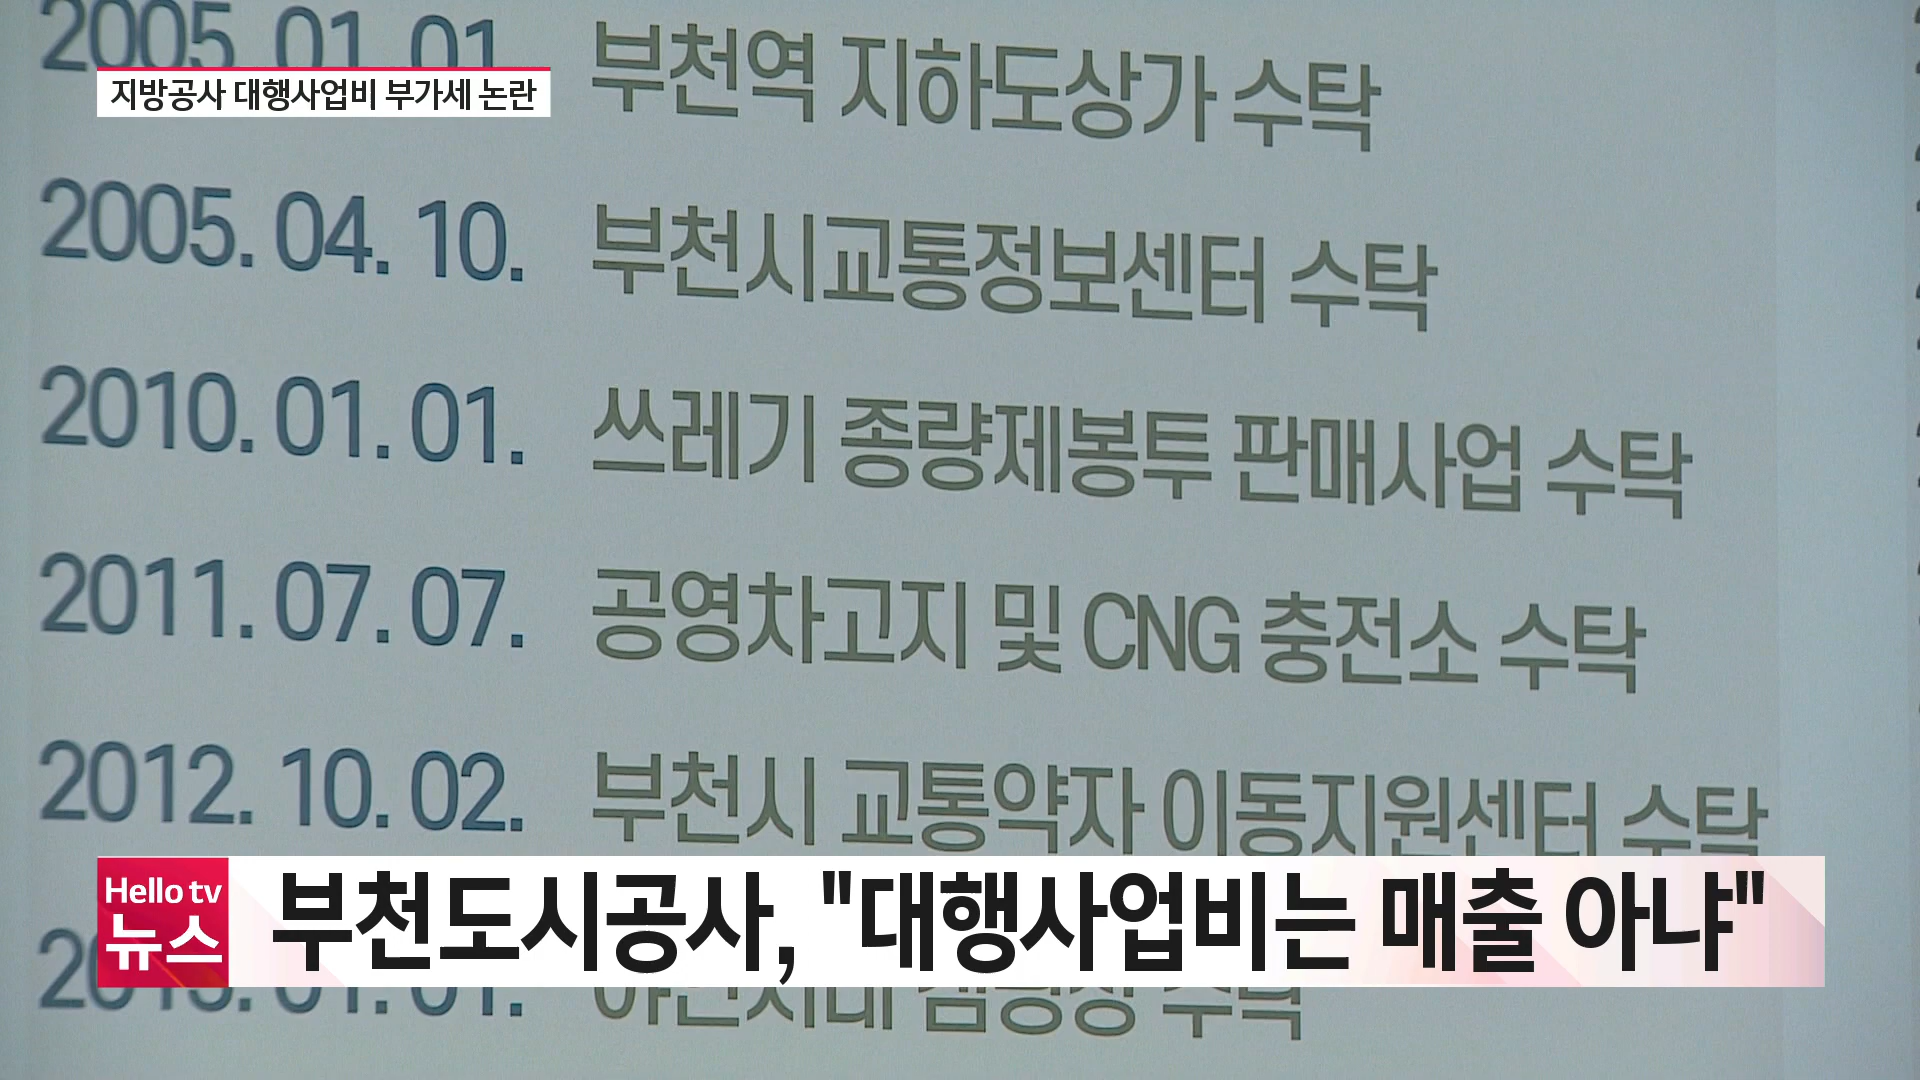 2005. 01. 01 부천역 지하도상가 수탁
지방공사 대행사업비 부가세 논란
2005. 04. 10. 부천시교통정보센터 수탁
2010. 01. 01. 쓰레기 종량제봉투 판매사업 수탁
2011. 07. 07. 공영차고지 및 CNG 충전소 수탁
2012. 10. 02. 부천시 교통약자 이동지원센터 수탁
Hello tv
뉴스
부천도시공사, "대행사업비는 매출 아냐"
01. 01. 수탁